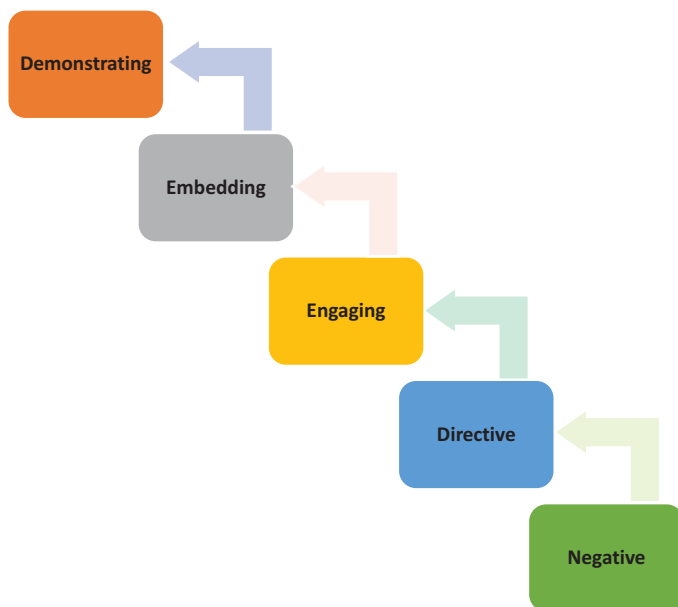 Demonstrating
Embedding
Engaging
Directive
Negative